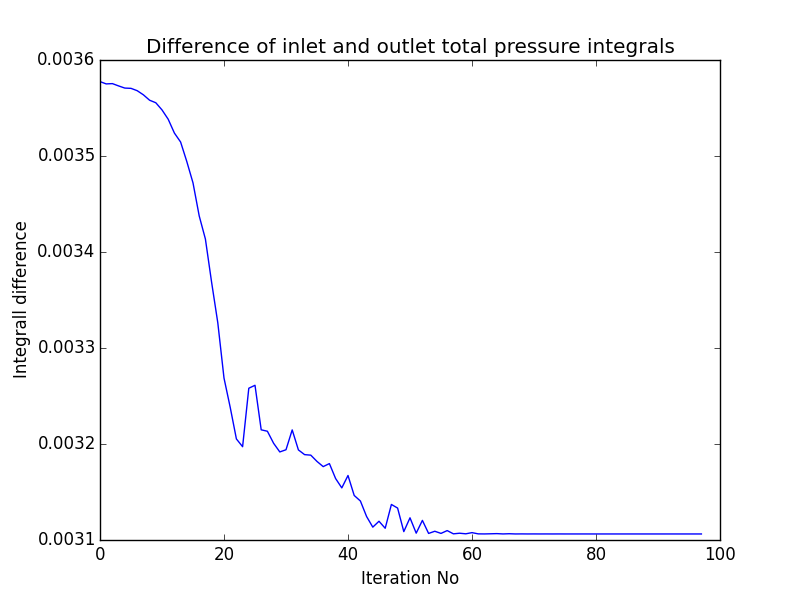 Difference of inlet and outlet total pressure integrals
0.0036
0.0035
0.0034
0.0033
0.0032
0.0031
Integrall difference
0 20 40 60 80 100
Iteration No